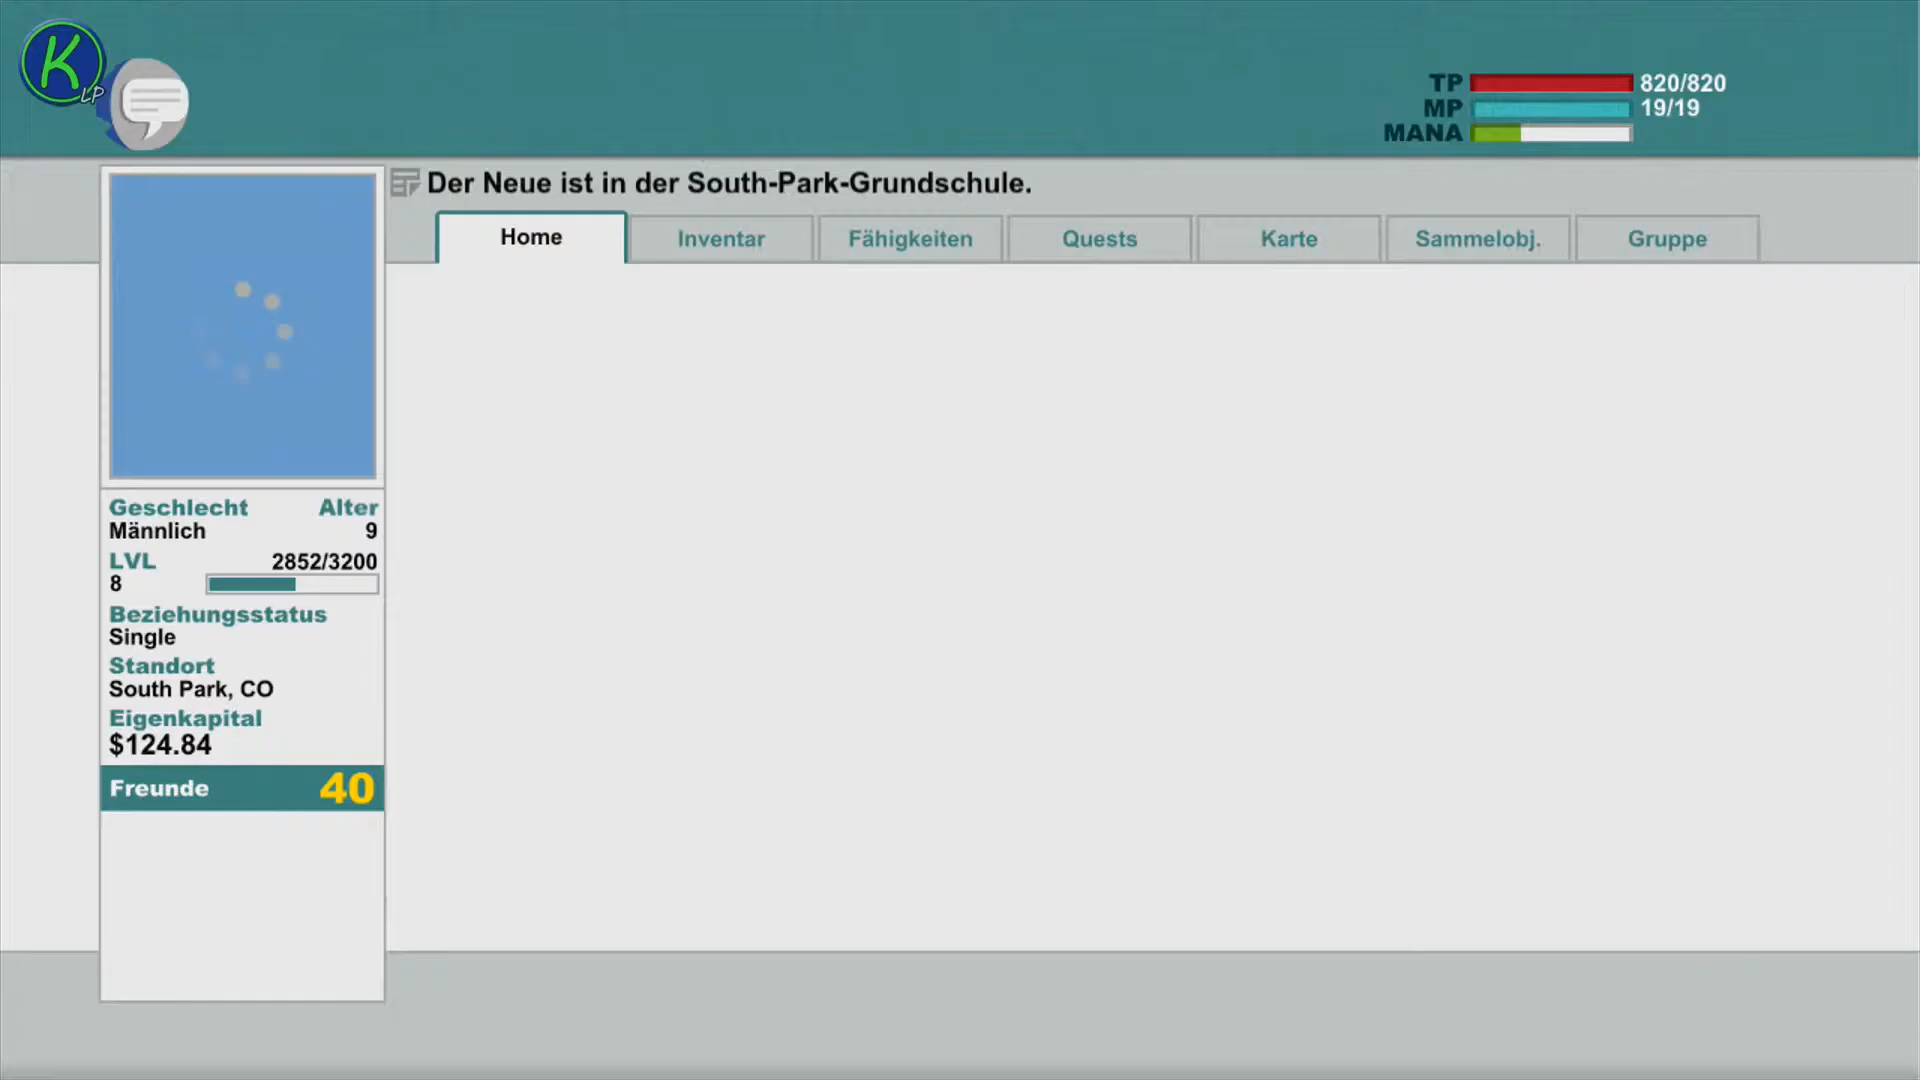 K
LP
TP 820/820
MP 19/19
MANA
Der Neue ist in der South-Park-Grundschule.
Home Inventar Fähigkeiten Quests Karte Sammelobj. Gruppe
Geschlecht Alter
Männlich 9
LVL 2852/3200
8
Beziehungsstatus
Single
Standort
South Park, CO
Eigenkapital
$124.84
Freunde 40